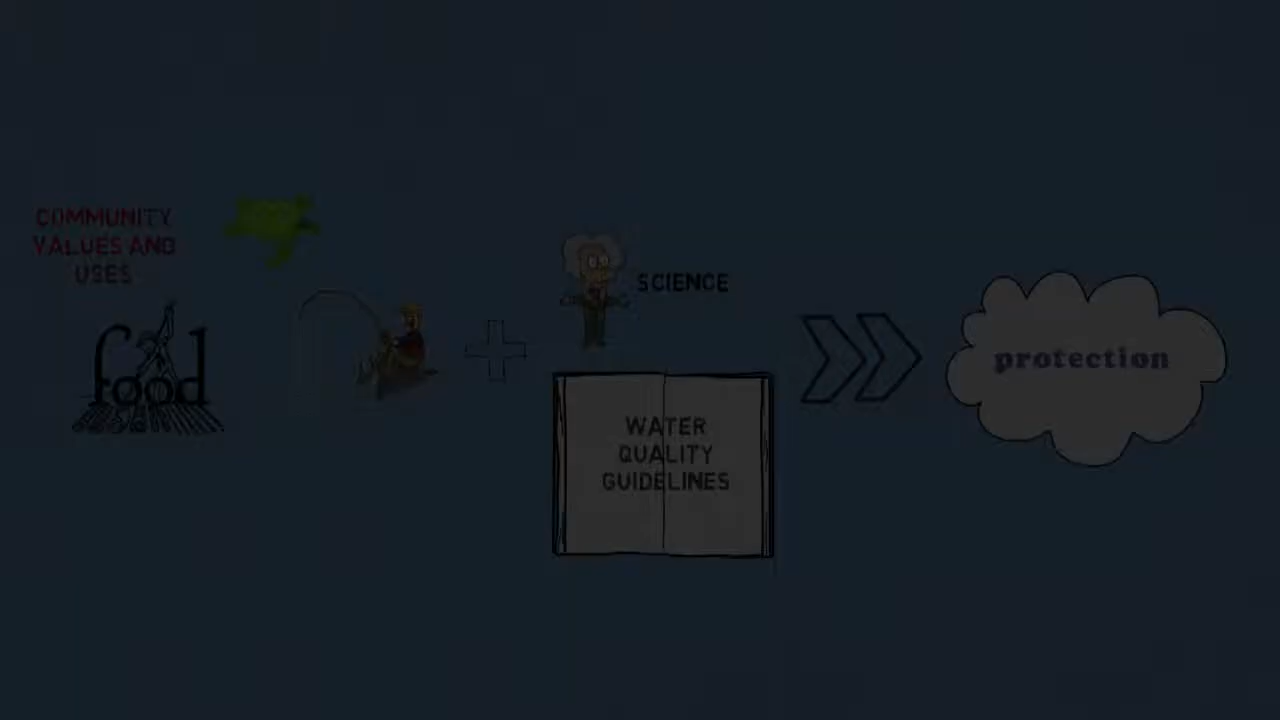 COMMUNITY
VALUES AND
USES
food
SCIENCE
WATER
QUALITY
GUIDELINES
protection